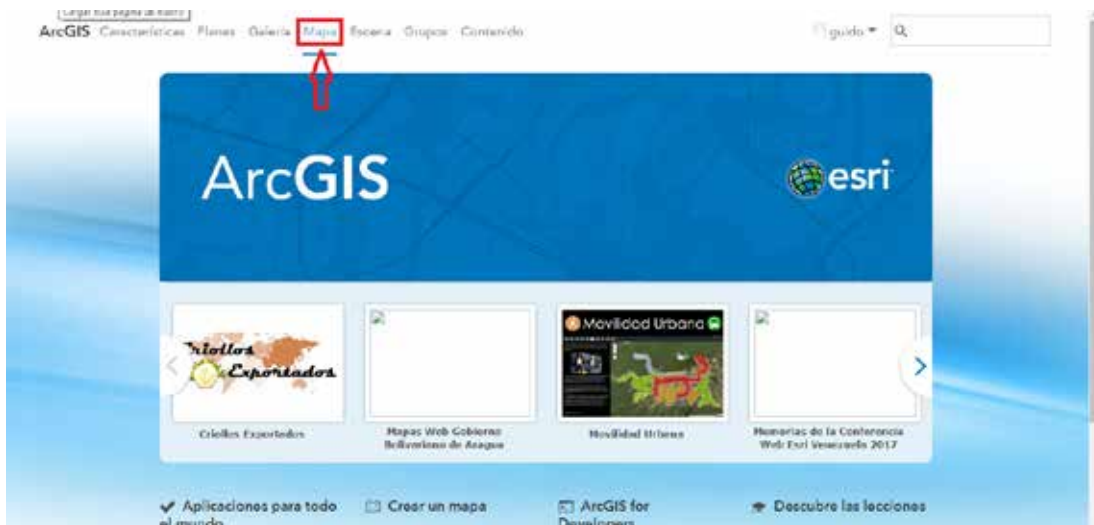 ArcGIS Características Planes Galería Mapa Escena Grupos Contenido guido
ArcGIS
esri
Criollos
Exportados
Movilidad Urbana
Criollos Exportados
Mapas Web Gobierno
Bolivariano de Aragua
Movilidad Urbana
Memorias de la Conferencia
Web Esri Venezuela 2017
Aplicaciones para todo
el mundo
Crear un mapa
ArcGIS for
Developers
Descubre las lecciones